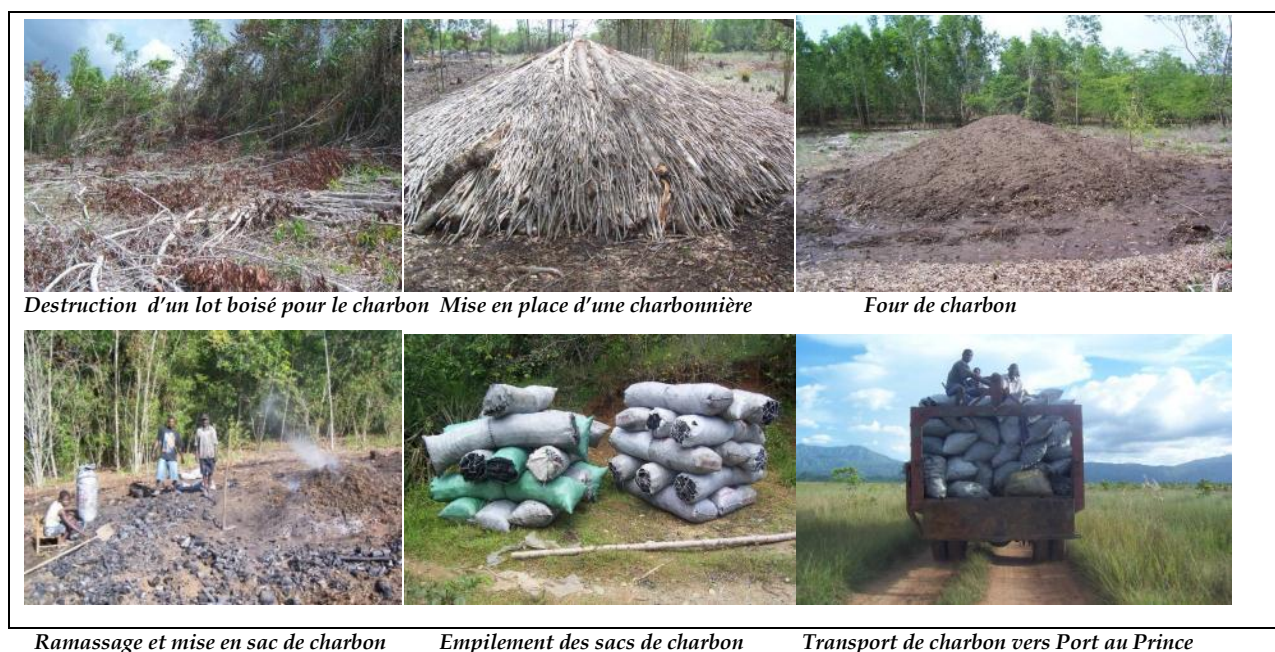 Destruction d'un lot boisé pour le charbon Mise en place d'une charbonnière Four de charbon
Ramassage et mise en sac de charbon Empilement des sacs de charbon Transport de charbon vers Port au Prince